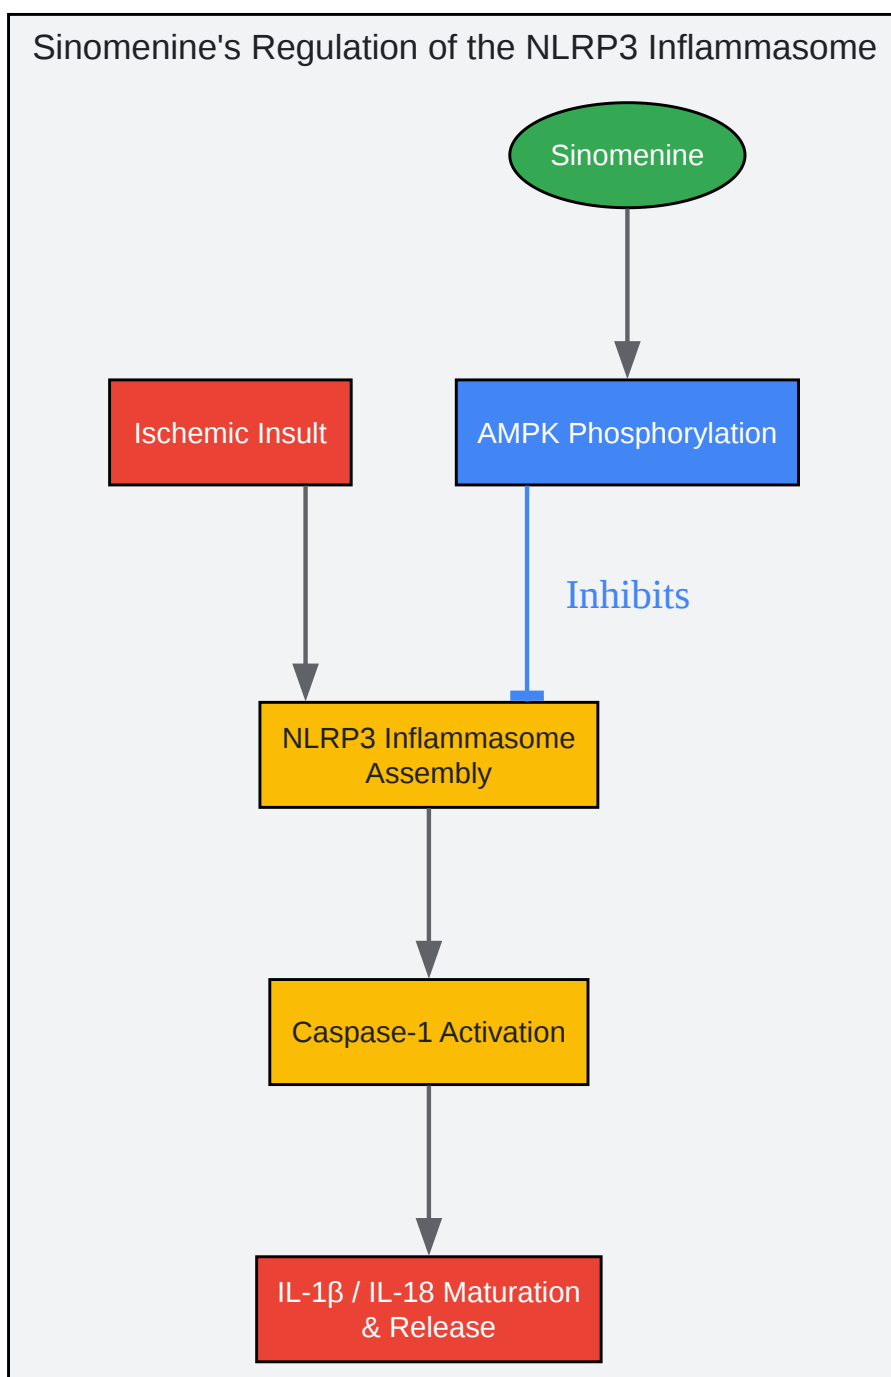 Sinomenine's Regulation of the NLRP3 Inflammasome
Sinomenine
Ischemic Insult
AMPK Phosphorylation
Inhibits
NLRP3 Inflammasome
Assembly
Caspase-1 Activation
IL-1β / IL-18 Maturation
& Release